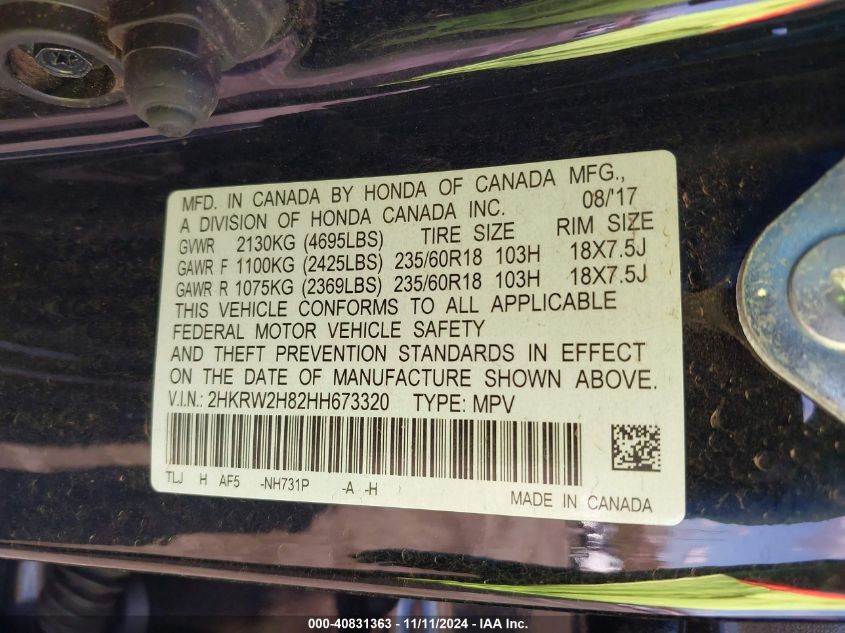 MFD. IN CANADA BY HONDA OF CANADA MFG.,
A DIVISION OF HONDA CANADA INC. 08/'17
GVWR 2130KG (4695LBS) TIRE SIZE RIM SIZE
GAWR F 1100KG (2425LBS) 235/60R18 103H 18X7.5J
GAWR R 1075KG (2369LBS) 235/60R18 103H 18X7.5J
THIS VEHICLE CONFORMS TO ALL APPLICABLE
FEDERAL MOTOR VEHICLE SAFETY
AND THEFT PREVENTION STANDARDS IN EFFECT
ON THE DATE OF MANUFACTURE SHOWN ABOVE.
V.I.N.: 2HKRW2H82HH673320 TYPE: MPV
TLJ H AF5 -NH731P -A -H
MADE IN CANADA
000-40831363 - 11/11/2024 - IAA Inc.